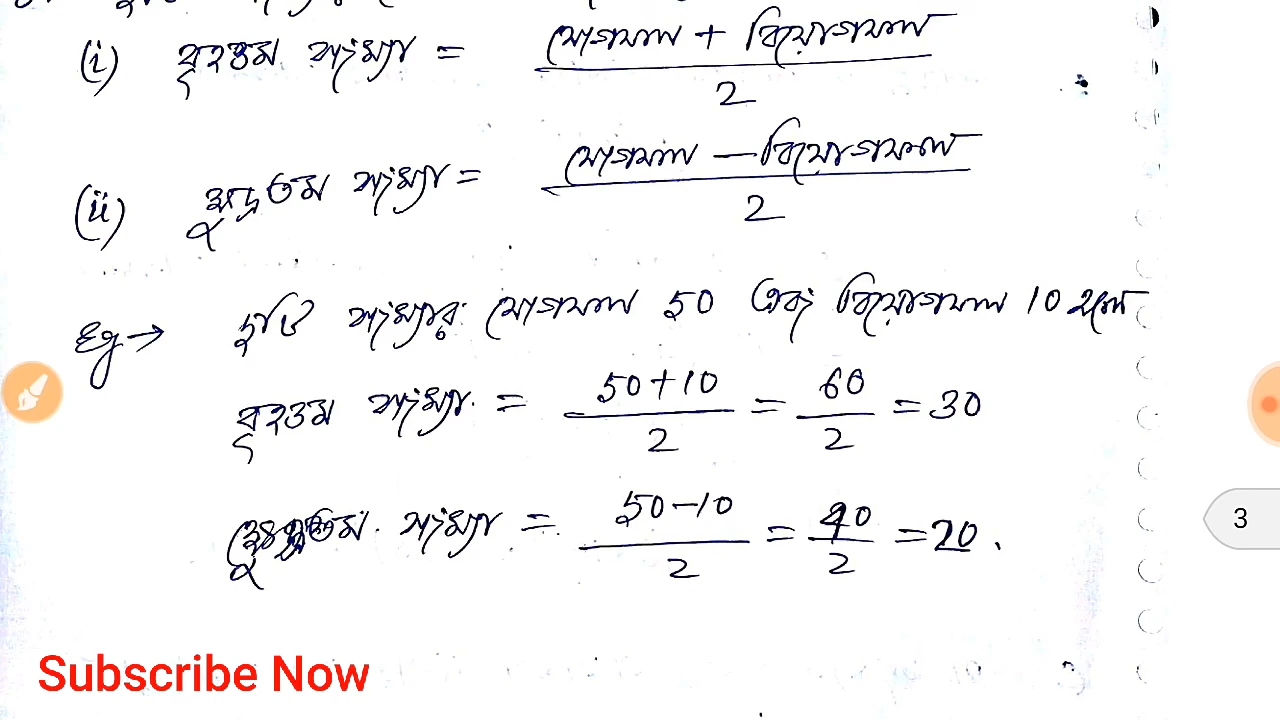 (i) বৃহত্তম সংখ্যা = যোগফল + বিয়োগফল / 2
(ii) ক্ষুদ্রতম সংখ্যা = যোগফল — বিয়োগফল / 2
Eg → দুটি সংখ্যার যোগফল 50 এবং বিয়োগফল 10 হলে
বৃহত্তম সংখ্যা = 50+10 / 2 = 60 / 2 = 30
ক্ষুদ্রতম সংখ্যা = 50-10 / 2 = 40 / 2 = 20.
3
Subscribe Now